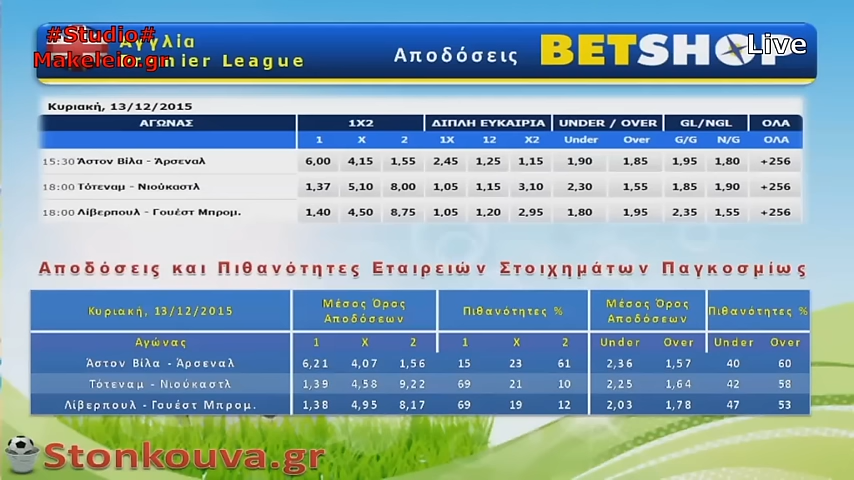 #Studio#
Makeleio.gr
Αγγλία
Premier League
Αποδόσεις
BETSHOP
Live
Κυριακή, 13/12/2015
ΑΓΩΝΑΣ 1X2 ΔΙΠΛΗ ΕΥΚΑΙΡΙΑ UNDER / OVER GL/NGL ΟΛΑ
1 X 2 1X 12 X2 Under Over G/G N/G ΟΛΑ
15:30 Άστον Βίλα - Άρσεναλ 6,00 4,15 1,55 2,45 1,25 1,15 1,90 1,85 1,95 1,80 +256
18:00 Τότεναμ - Νιούκαστλ 1,37 5,10 8,00 1,05 1,15 3,10 2,30 1,55 1,85 1,90 +256
18:00 Λίβερπουλ - Γουέστ Μπρομ. 1,40 4,50 8,75 1,05 1,20 2,95 1,80 1,95 2,35 1,55 +256
Αποδόσεις και Πιθανότητες Εταιρειών Στοιχημάτων Παγκοσμίως
Κυριακή, 13/12/2015 Μέσος Όρος Αποδόσεων Πιθανότητες % Μέσος Όρος Αποδόσεων Πιθανότητες %
Αγώνας 1 X 2 1 X 2 Under Over Under Over
Άστον Βίλα - Άρσεναλ 6,21 4,07 1,56 15 23 61 2,36 1,57 40 60
Τότεναμ - Νιούκαστλ 1,39 4,58 9,22 69 21 10 2,25 1,64 42 58
Λίβερπουλ - Γουέστ Μπρομ. 1,38 4,95 8,17 69 19 12 2,03 1,78 47 53
Stonkouva.gr